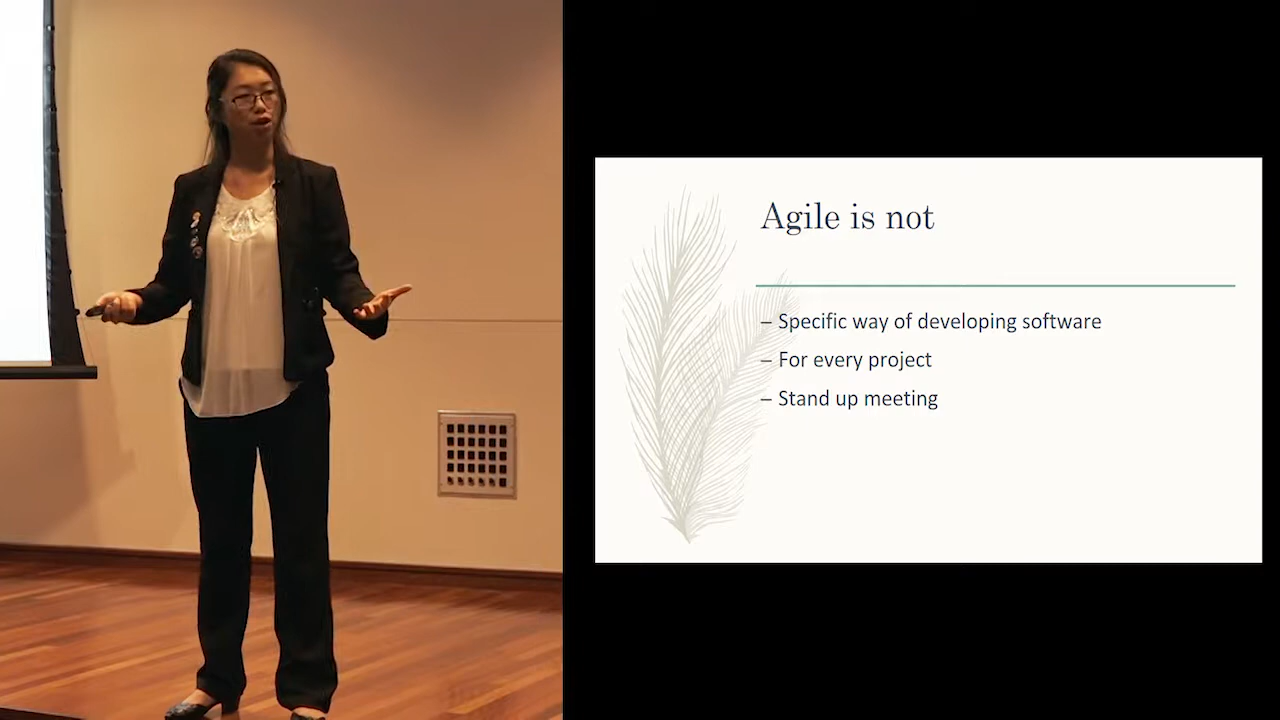 Agile is not
– Specific way of developing software
– For every project
– Stand up meeting